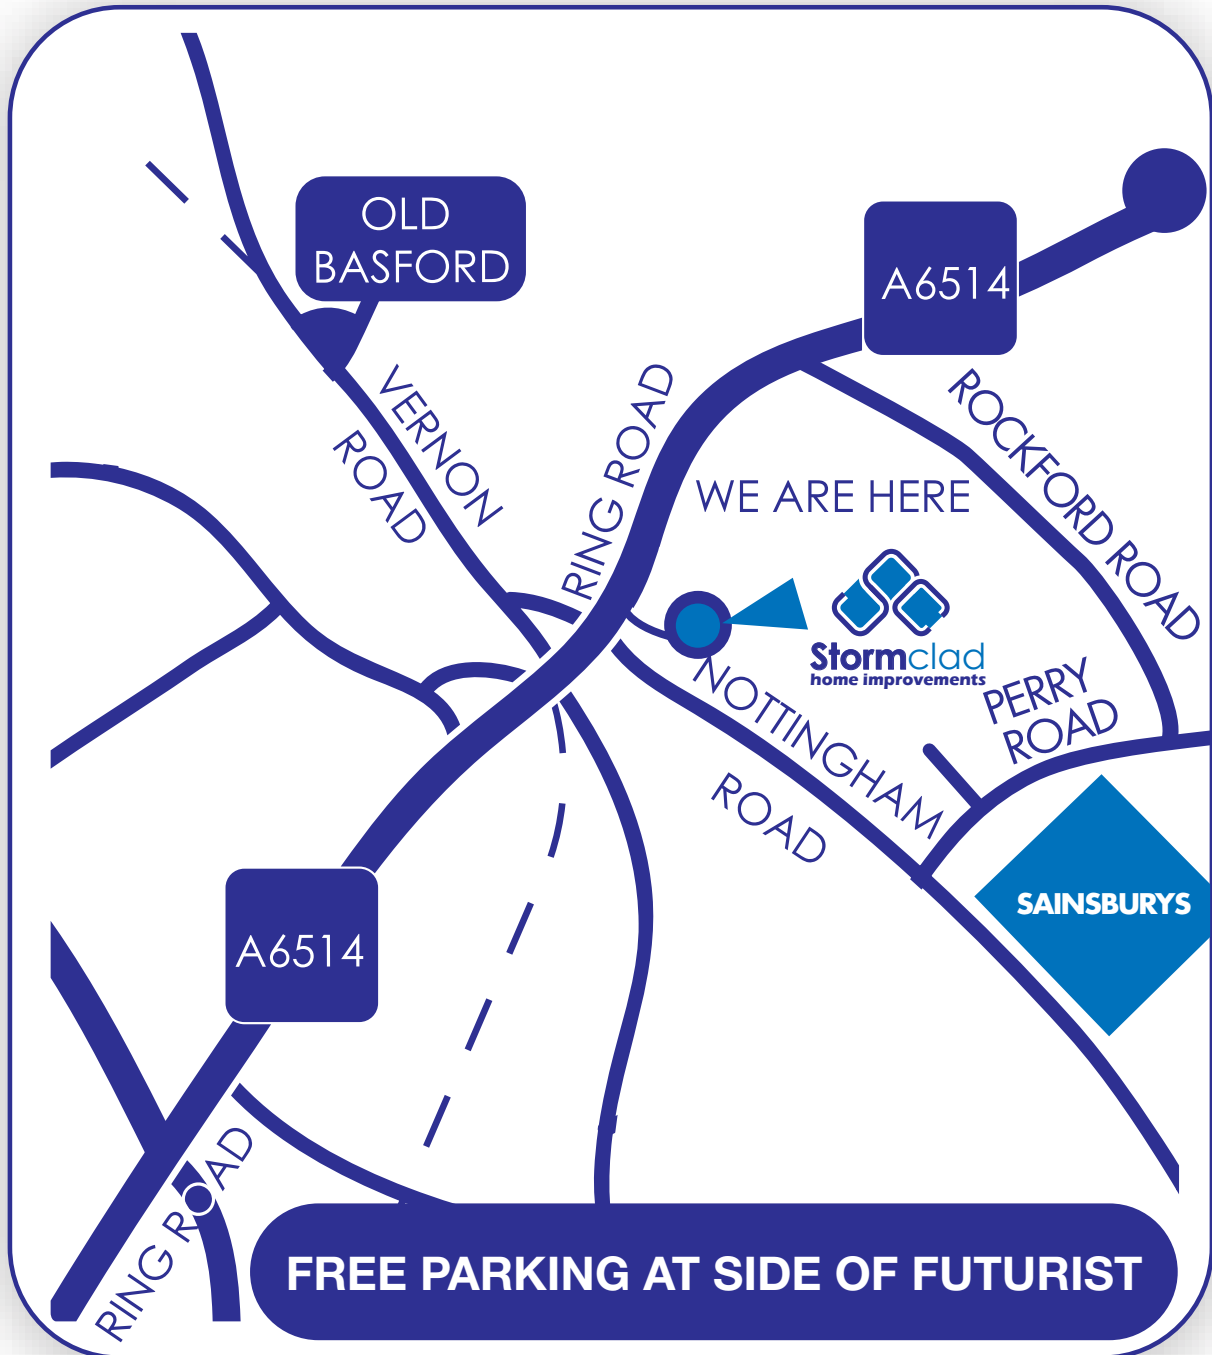 OLD
BASFORD
A6514
VERNON
ROAD
RING ROAD
ROCKFORD ROAD
WE ARE HERE
Stormclad
home improvements
NOTTINGHAM
ROAD
PERRY
ROAD
SAINSBURYS
A6514
RING ROAD
FREE PARKING AT SIDE OF FUTURIST